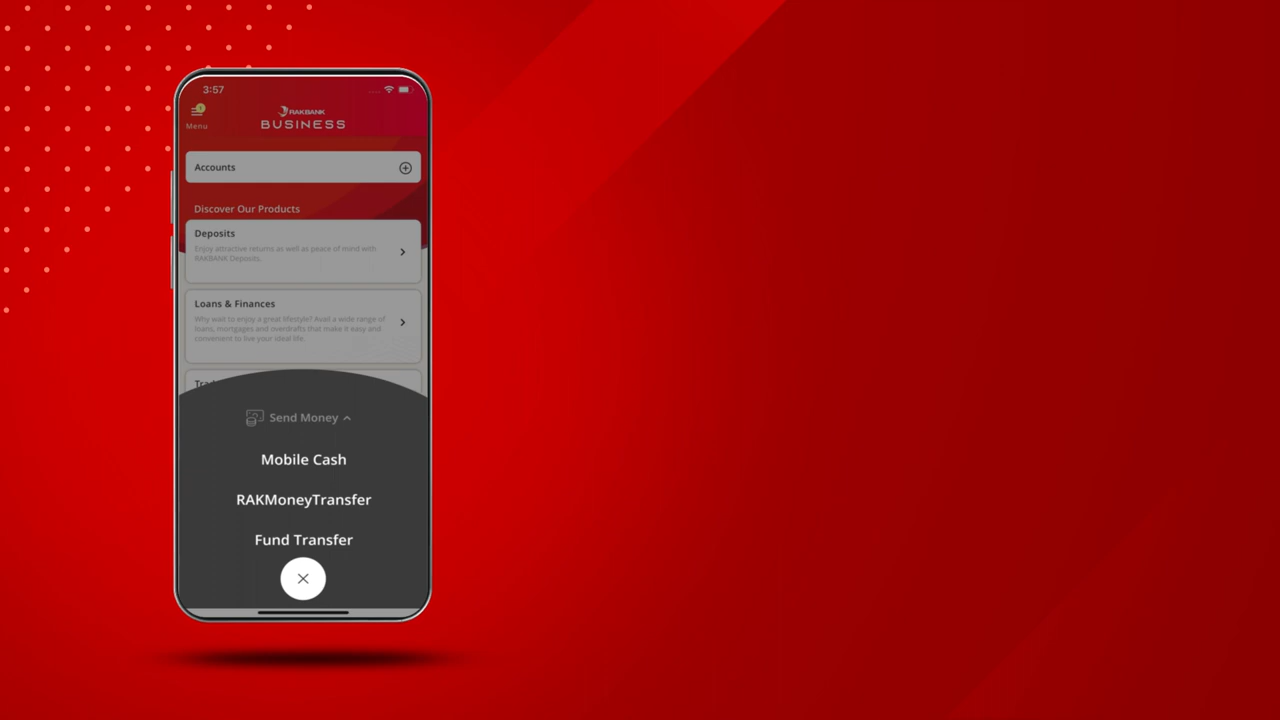 3:57
1
Menu
RAKBANK
BUSINESS
Accounts
Discover Our Products
Deposits
Enjoy attractive returns as well as peace of mind with
RAKBANK Deposits.
Loans & Finances
Why wait to enjoy a great lifestyle? Avail a wide range of
loans, mortgages and overdrafts that make it easy and
convenient to live your ideal life.
Send Money
Mobile Cash
RAKMoneyTransfer
Fund Transfer